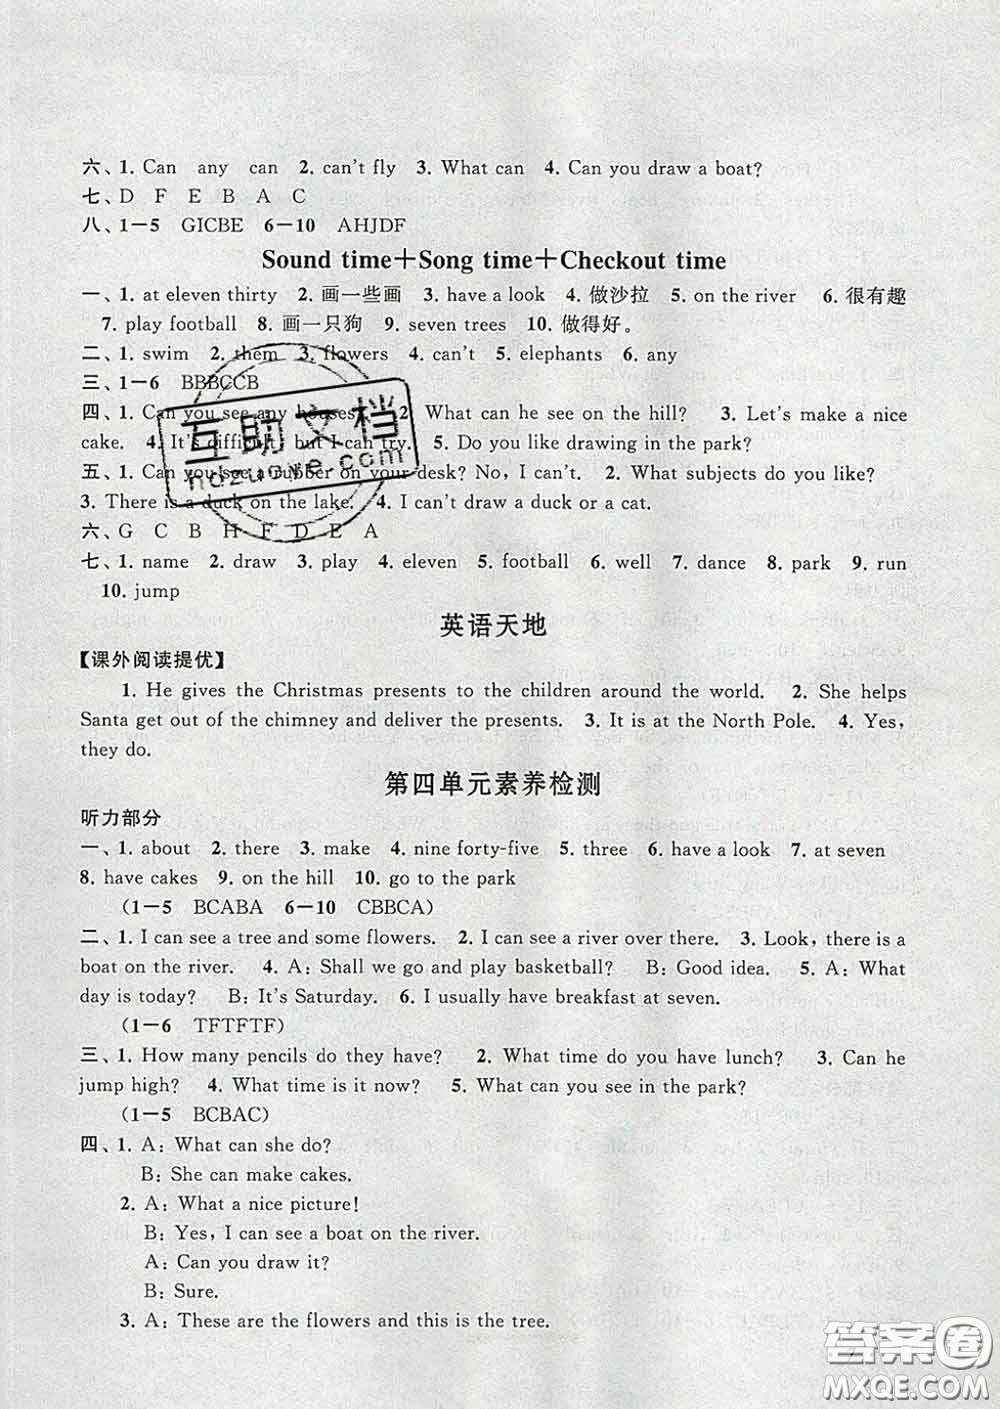 六、1. Can any can 2. can't fly 3. What can 4. Can you draw a boat?
七、D F E B A C
八、1—5 GICBE 6—10 AHJDF
Sound time＋Song time＋Checkout time
一、1. at eleven thirty 2. 画一些画 3. have a look 4. 做沙拉 5. on the river 6. 很有趣
7. play football 8. 画一只狗 9. seven trees 10. 做得好。
二、1. swim 2. them 3. flowers 4. can't 5. elephants 6. any
三、1—6 BBBCCB
四、1. Can you see any houses? 2. What can he see on the hill? 3. Let's make a nice
cake. 4. It's difficult, but I can try. 5. Do you like drawing in the park?
五、1. Can you see a rubber on your desk? No, I can't. 2. What subjects do you like?
3. There is a duck on the lake. 4. I can't draw a duck or a cat.
六、G C B H F D E A
七、1. name 2. draw 3. play 4. eleven 5. football 6. well 7. dance 8. park 9. run
10. jump
互助文档
hozuoye.com
英语天地
【课外阅读提优】
1. He gives the Christmas presents to the children around the world. 2. She helps
Santa get out of the chimney and deliver the presents. 3. It is at the North Pole. 4. Yes,
they do.
第四单元素养检测
听力部分
一、1. about 2. there 3. make 4. nine forty-five 5. three 6. have a look 7. at seven
8. have cakes 9. on the hill 10. go to the park
(1—5 BCABA 6—10 CBBCA)
二、1. I can see a tree and some flowers. 2. I can see a river over there. 3. Look, there is a
boat on the river. 4. A: Shall we go and play basketball? B: Good idea. 5. A: What
day is today? B: It's Saturday. 6. I usually have breakfast at seven.
(1—6 TFTFTF)
三、1. How many pencils do they have? 2. What time do you have lunch? 3. Can he
jump high? 4. What time is it now? 5. What can you see in the park?
(1—5 BCBAC)
四、1. A: What can she do?
B: She can make cakes.
2. A: What a nice picture!
B: Yes, I can see a boat on the river.
A: Can you draw it?
B: Sure.
3. A: These are the flowers and this is the tree.
答案圈
MXQE.COM